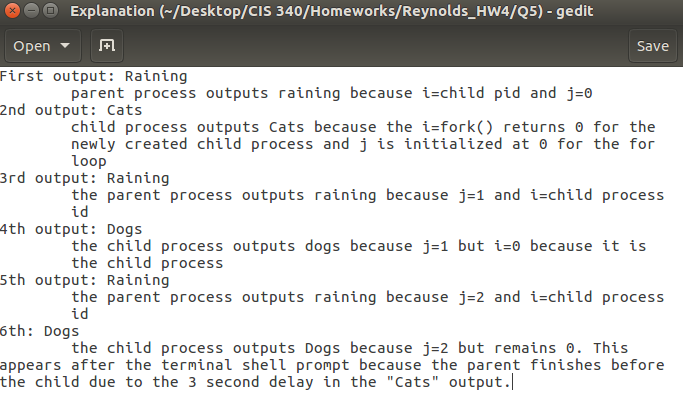 Explanation (~/Desktop/CIS 340/Homeworks/Reynolds_HW4/Q5) - gedit
Open Save
First output: Raining
parent process outputs raining because i=child pid and j=0
2nd output: Cats
child process outputs Cats because the i=fork() returns 0 for the
newly created child process and j is initialized at 0 for the for
loop
3rd output: Raining
the parent process outputs raining because j=1 and i=child process
id
4th output: Dogs
the child process outputs dogs because j=1 but i=0 because it is
the child process
5th output: Raining
the parent process outputs raining because j=2 and i=child process
id
6th: Dogs
the child process outputs Dogs because j=2 but remains 0. This
appears after the terminal shell prompt because the parent finishes before
the child due to the 3 second delay in the "Cats" output.